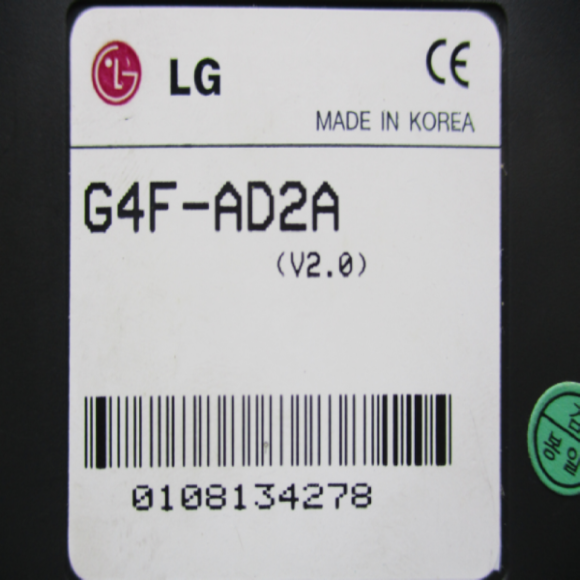 LG
CE
MADE IN KOREA
G4F-AD2A
(V2.0)
0108134278